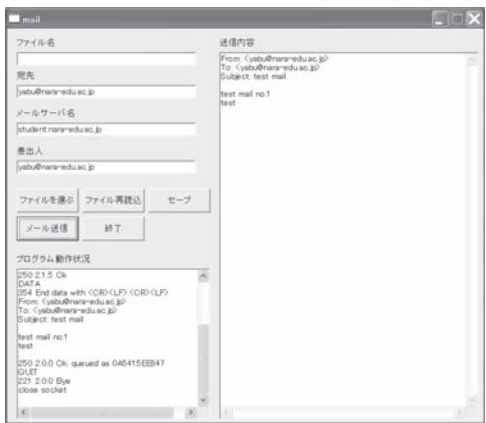 mail
ファイル名
宛先
yabu@nara-edu.ac.jp
メールサーバ名
student.nara-edu.ac.jp
差出人
yabu@nara-edu.ac.jp
ファイルを選ぶ
ファイル再読込
セーブ
メール送信
終了
プログラム動作状況
250 2.1.5 Ok
DATA
354 End data with <CR><LF>.<CR><LF>
From: <yabu@nara-edu.ac.jp>
To: <yabu@nara-edu.ac.jp>
Subject: test mail
test mail no.1
test
250 2.0.0 Ok: queued as 0A5415EEB47
QUIT
221 2.0.0 Bye
close socket
送信内容
From: <yabu@nara-edu.ac.jp>
To: <yabu@nara-edu.ac.jp>
Subject: test mail
test mail no.1
test